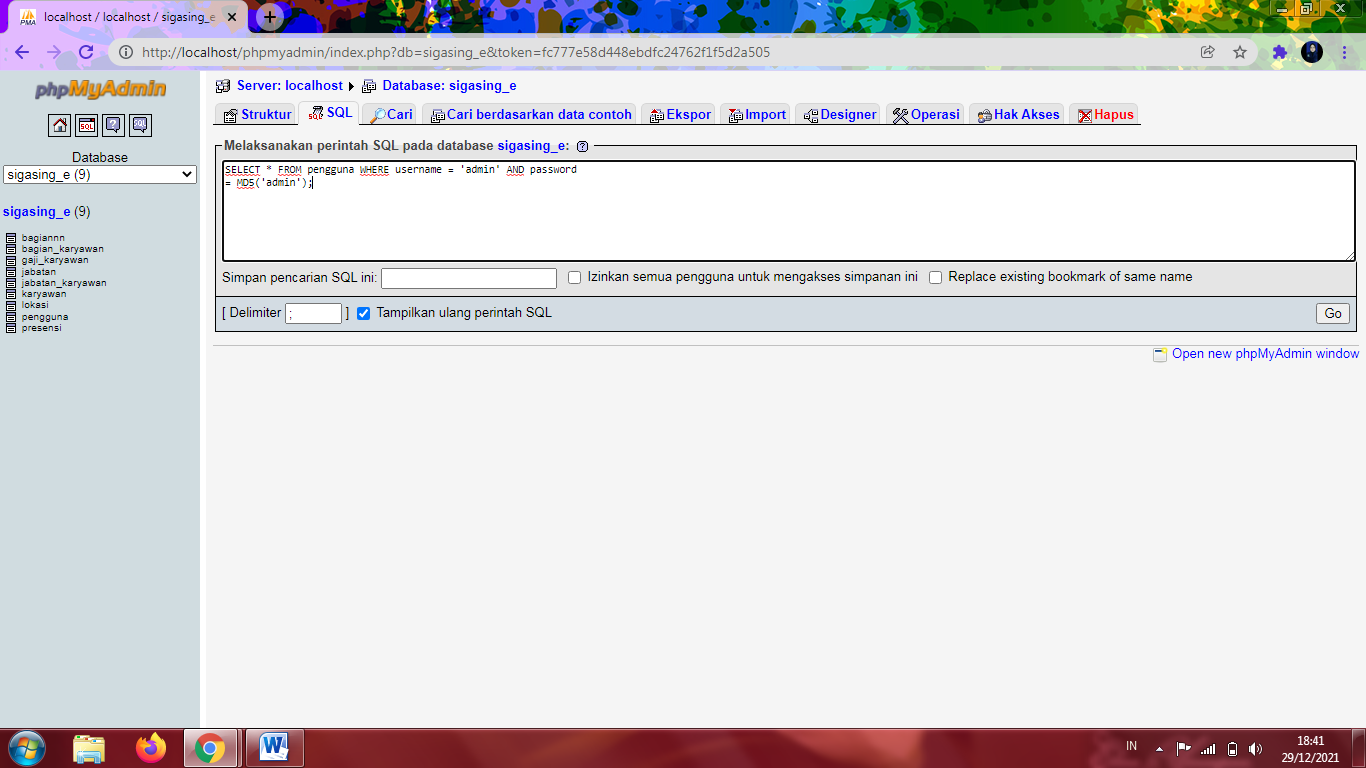 localhost / localhost / sigasing_e
http://localhost/phpmyadmin/index.php?db=sigasing_e&token=fc777e58d448ebdfc24762f1f5d2a505
phpMyAdmin
SQL
Database
sigasing_e (9)
sigasing_e (9)
bagiannn
bagian_karyawan
gaji_karyawan
jabatan
jabatan_karyawan
karyawan
lokasi
pengguna
presensi
Server: localhost Database: sigasing_e
Struktur SQL Cari Cari berdasarkan data contoh Ekspor Import Designer Operasi Hak Akses Hapus
Melaksanakan perintah SQL pada database sigasing_e:
SELECT * FROM pengguna WHERE username = 'admin' AND password
= MD5('admin');
Simpan pencarian SQL ini: Izinkan semua pengguna untuk mengakses simpanan ini Replace existing bookmark of same name
[ Delimiter ; ] Tampilkan ulang perintah SQL Go
Open new phpMyAdmin window
IN
18:41
29/12/2021